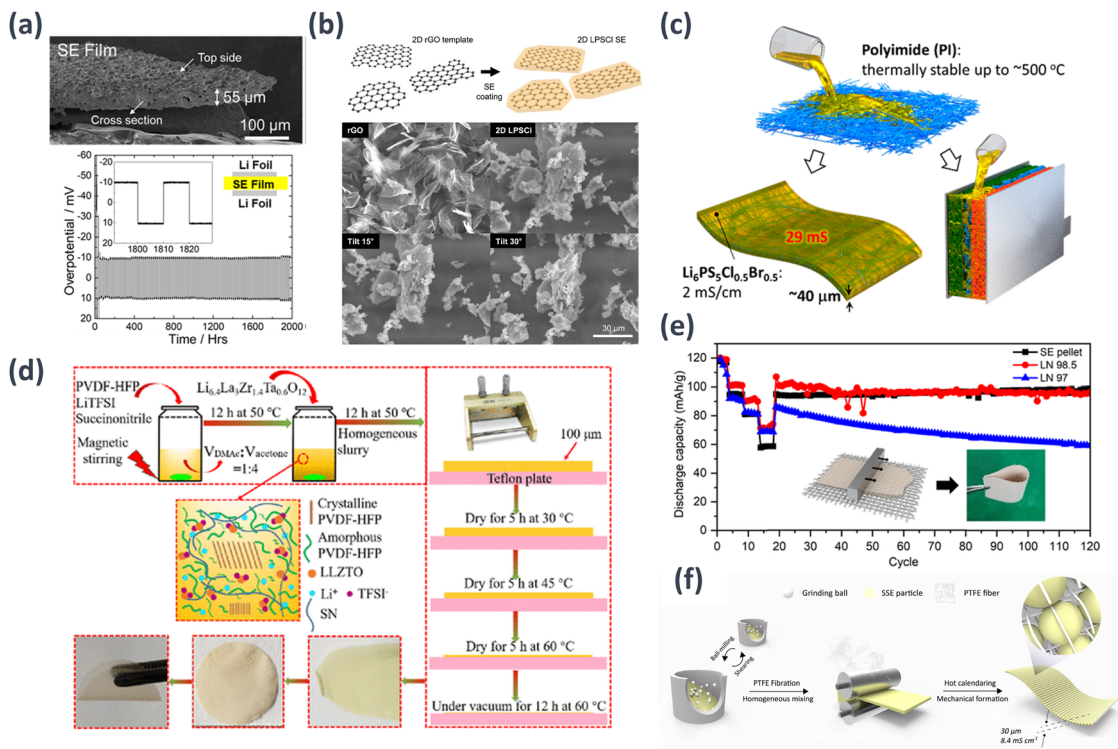 (a)
SE Film
Top side
55 μm
Cross section
100 μm
-60
-50
-40
-30
-20
-10
0
10
20
Overpotential / mV
Li Foil
SE Film
Li Foil
-20
-10
0
10
20
1800 1810 1820
0 400 800 1200 1600 2000
Time / Hrs
(b)
2D rGO template
2D LPSCl SE
SE
coating
rGO
2D LPSCl
Tilt 15°
Tilt 30°
30 μm
(c)
Polyimide (PI):
thermally stable up to ~500 °C
29 mS
Li6PS5Cl0.5Br0.5:
2 mS/cm
~40 μm
(d)
PVDF-HFP
LiTFSI
Succinonitrile
Magnetic
stirring
Li6.4La3Zr1.4Ta0.6O12
12 h at 50 °C
VDMAc:Vacetone
=1:4
12 h at 50 °C
Homogeneous
slurry
Crystalline
PVDF-HFP
Amorphous
PVDF-HFP
LLZTO
Li+ TFSI-
SN
100 μm
Teflon plate
Dry for 5 h at 30 °C
Dry for 5 h at 45 °C
Dry for 5 h at 60 °C
Under vacuum for 12 h at 60 °C
(e)
Discharge capacity (mAh/g)
120
100
80
60
40
20
0
SE pellet
LN 98.5
LN 97
0 10 20 30 40 50 60 70 80 90 100 110 120
Cycle
(f)
Grinding ball
SSE particle
PTFE fiber
Ball-milling
Shearing
PTFE Fibration
Homogeneous mixing
Hot calendaring
Mechanical formation
30 μm
8.4 mS cm-1